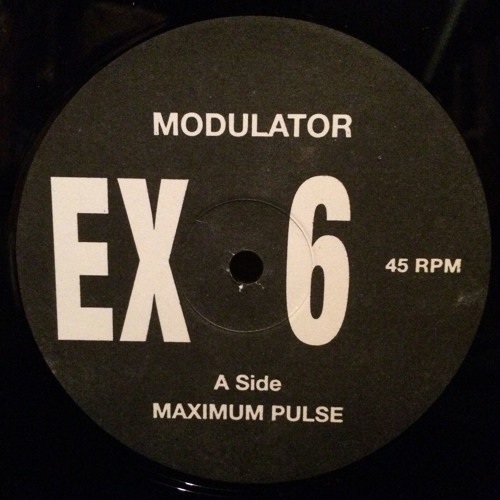 MODULATOR
EX 6
45 RPM
A Side
MAXIMUM PULSE